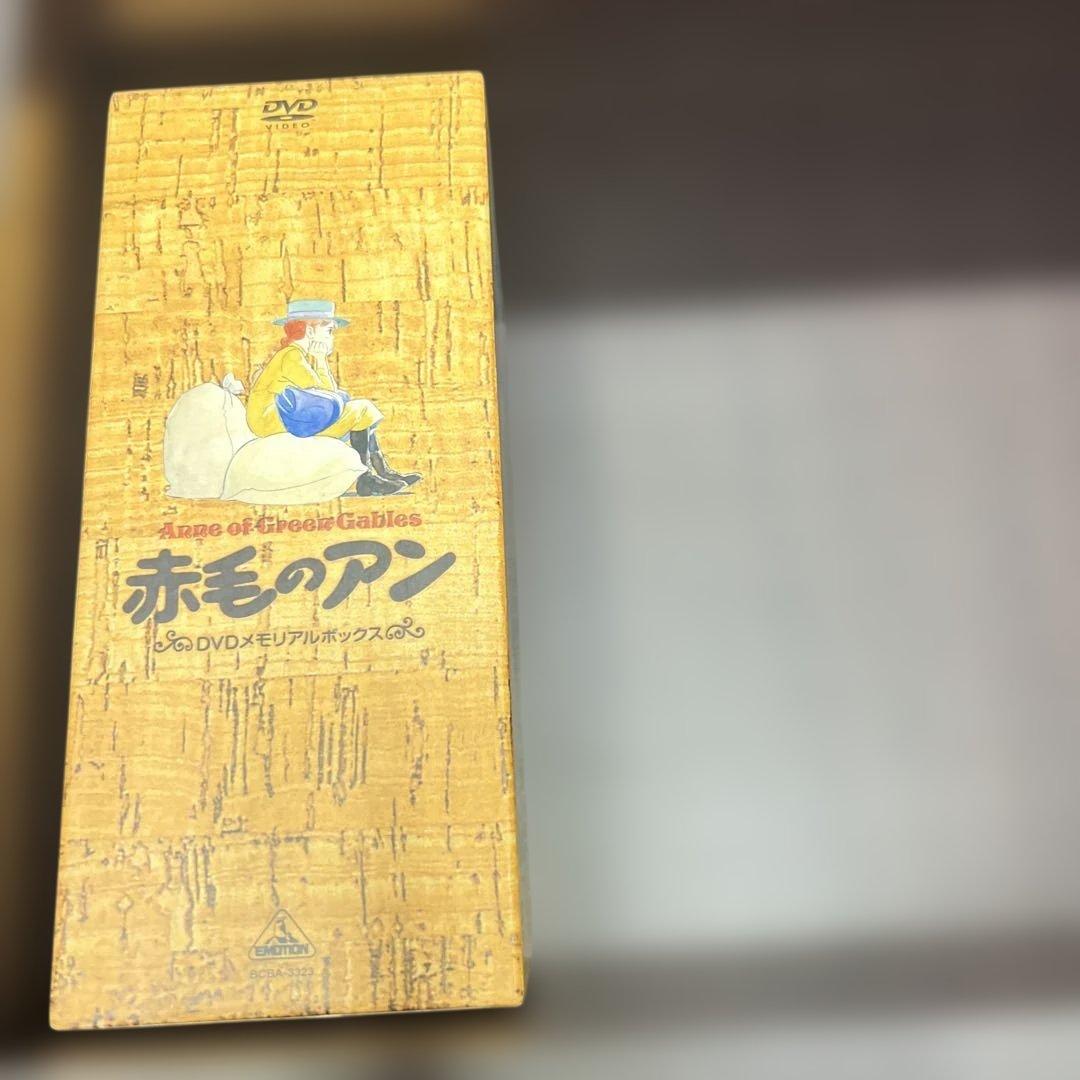 DVD
VIDEO
Anne of Green Gables
赤毛のアン
DVDメモリアルボックス
EMOTION
BCBA-3323